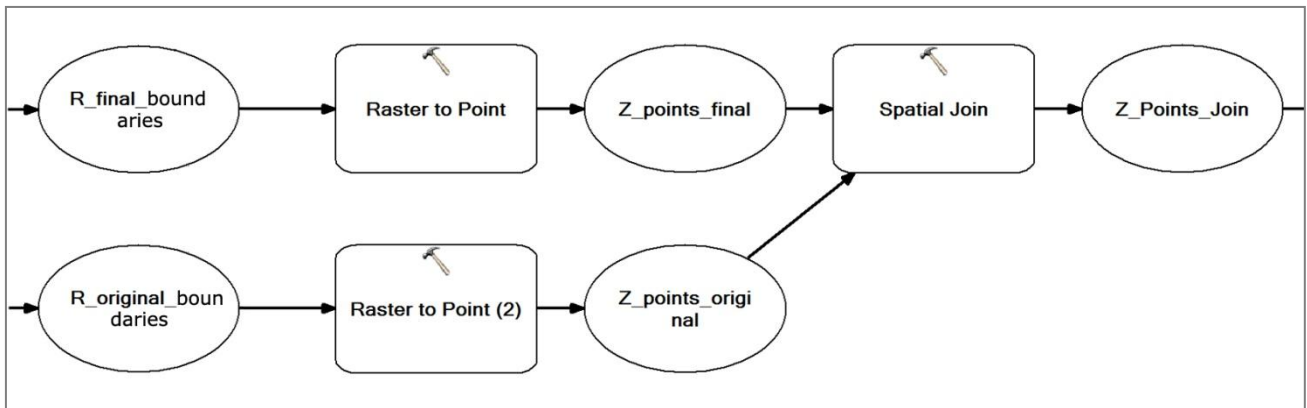 R_final_bound
aries
Raster to Point
Z_points_final
Spatial Join
Z_Points_Join
R_original_boun
daries
Raster to Point (2)
Z_points_origi
nal